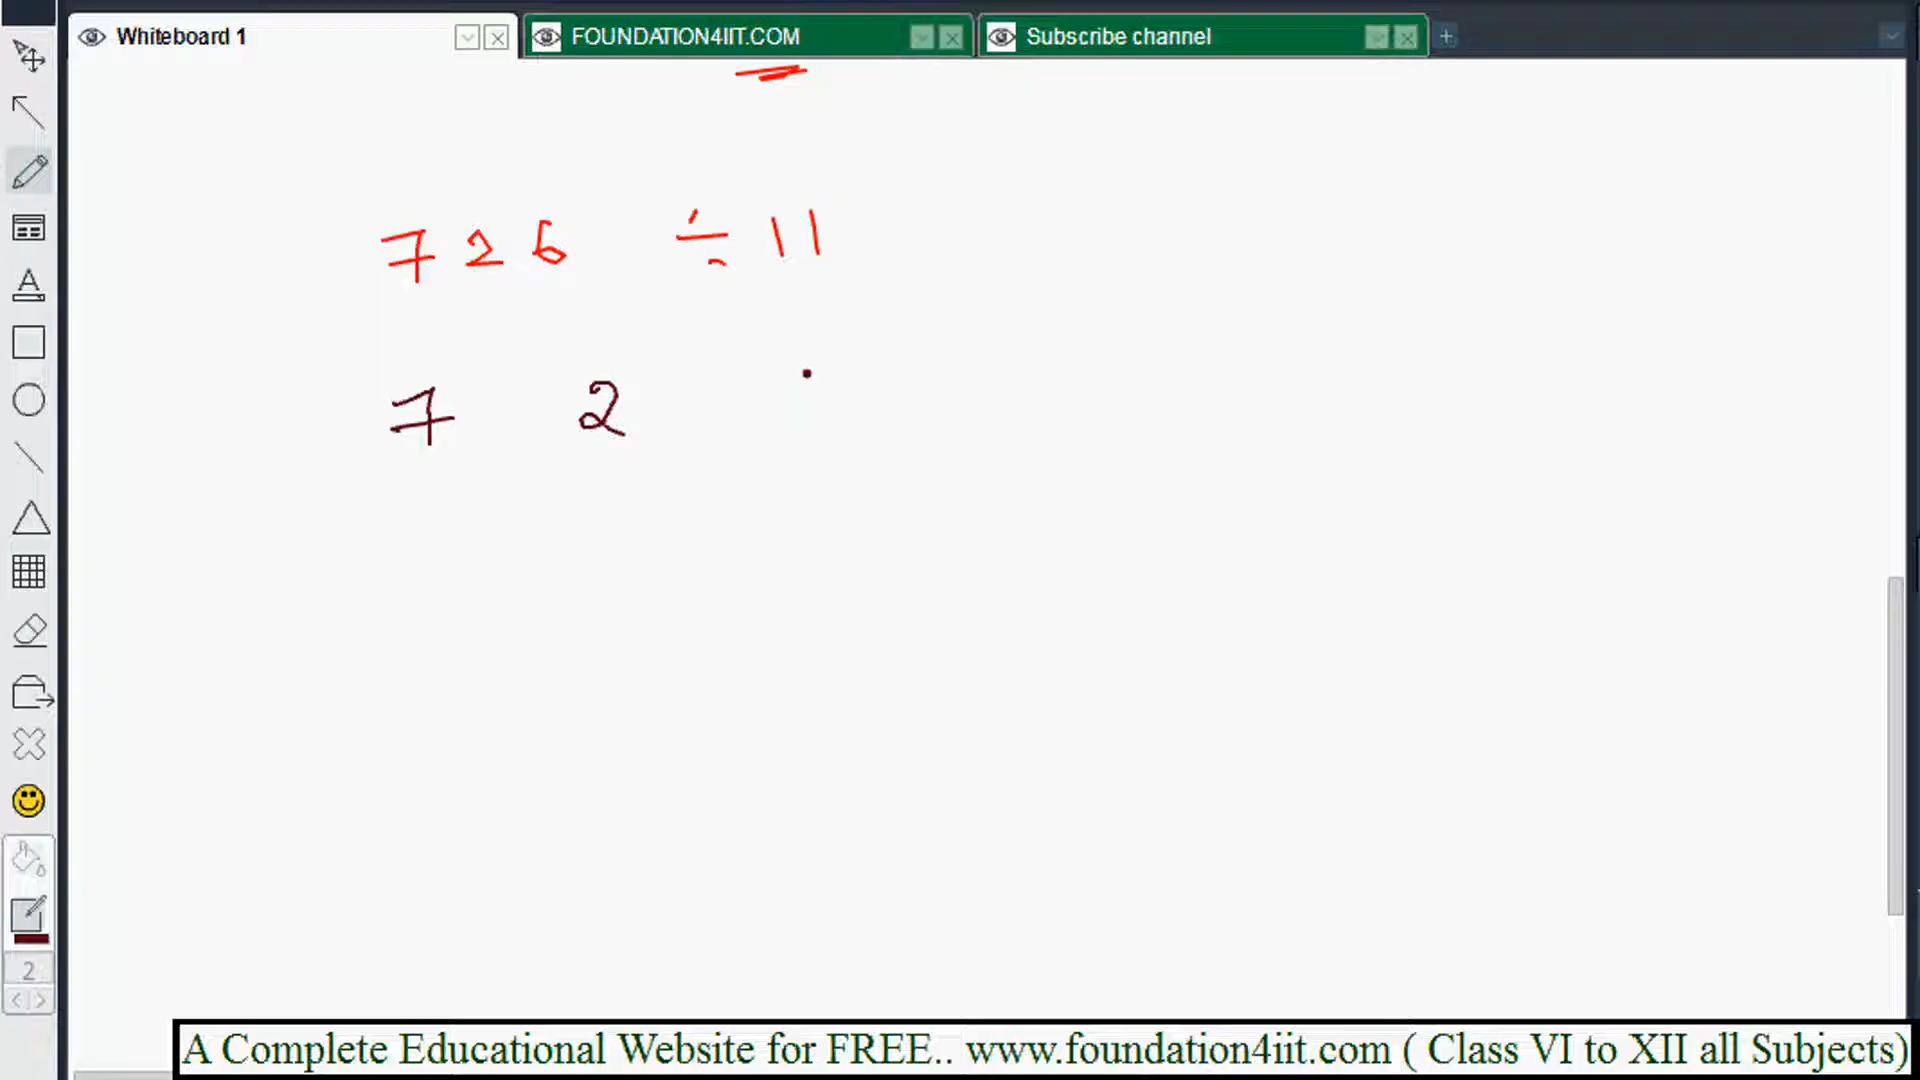 Whiteboard 1 FOUNDATION4IIT.COM Subscribe channel
726 ÷ 11
7 2
2
A Complete Educational Website for FREE.. www.foundation4iit.com ( Class VI to XII all Subjects)